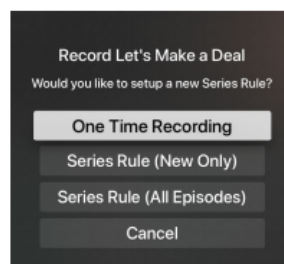 Record Let's Make a Deal
Would you like to setup a new Series Rule?
One Time Recording
Series Rule (New Only)
Series Rule (All Episodes)
Cancel